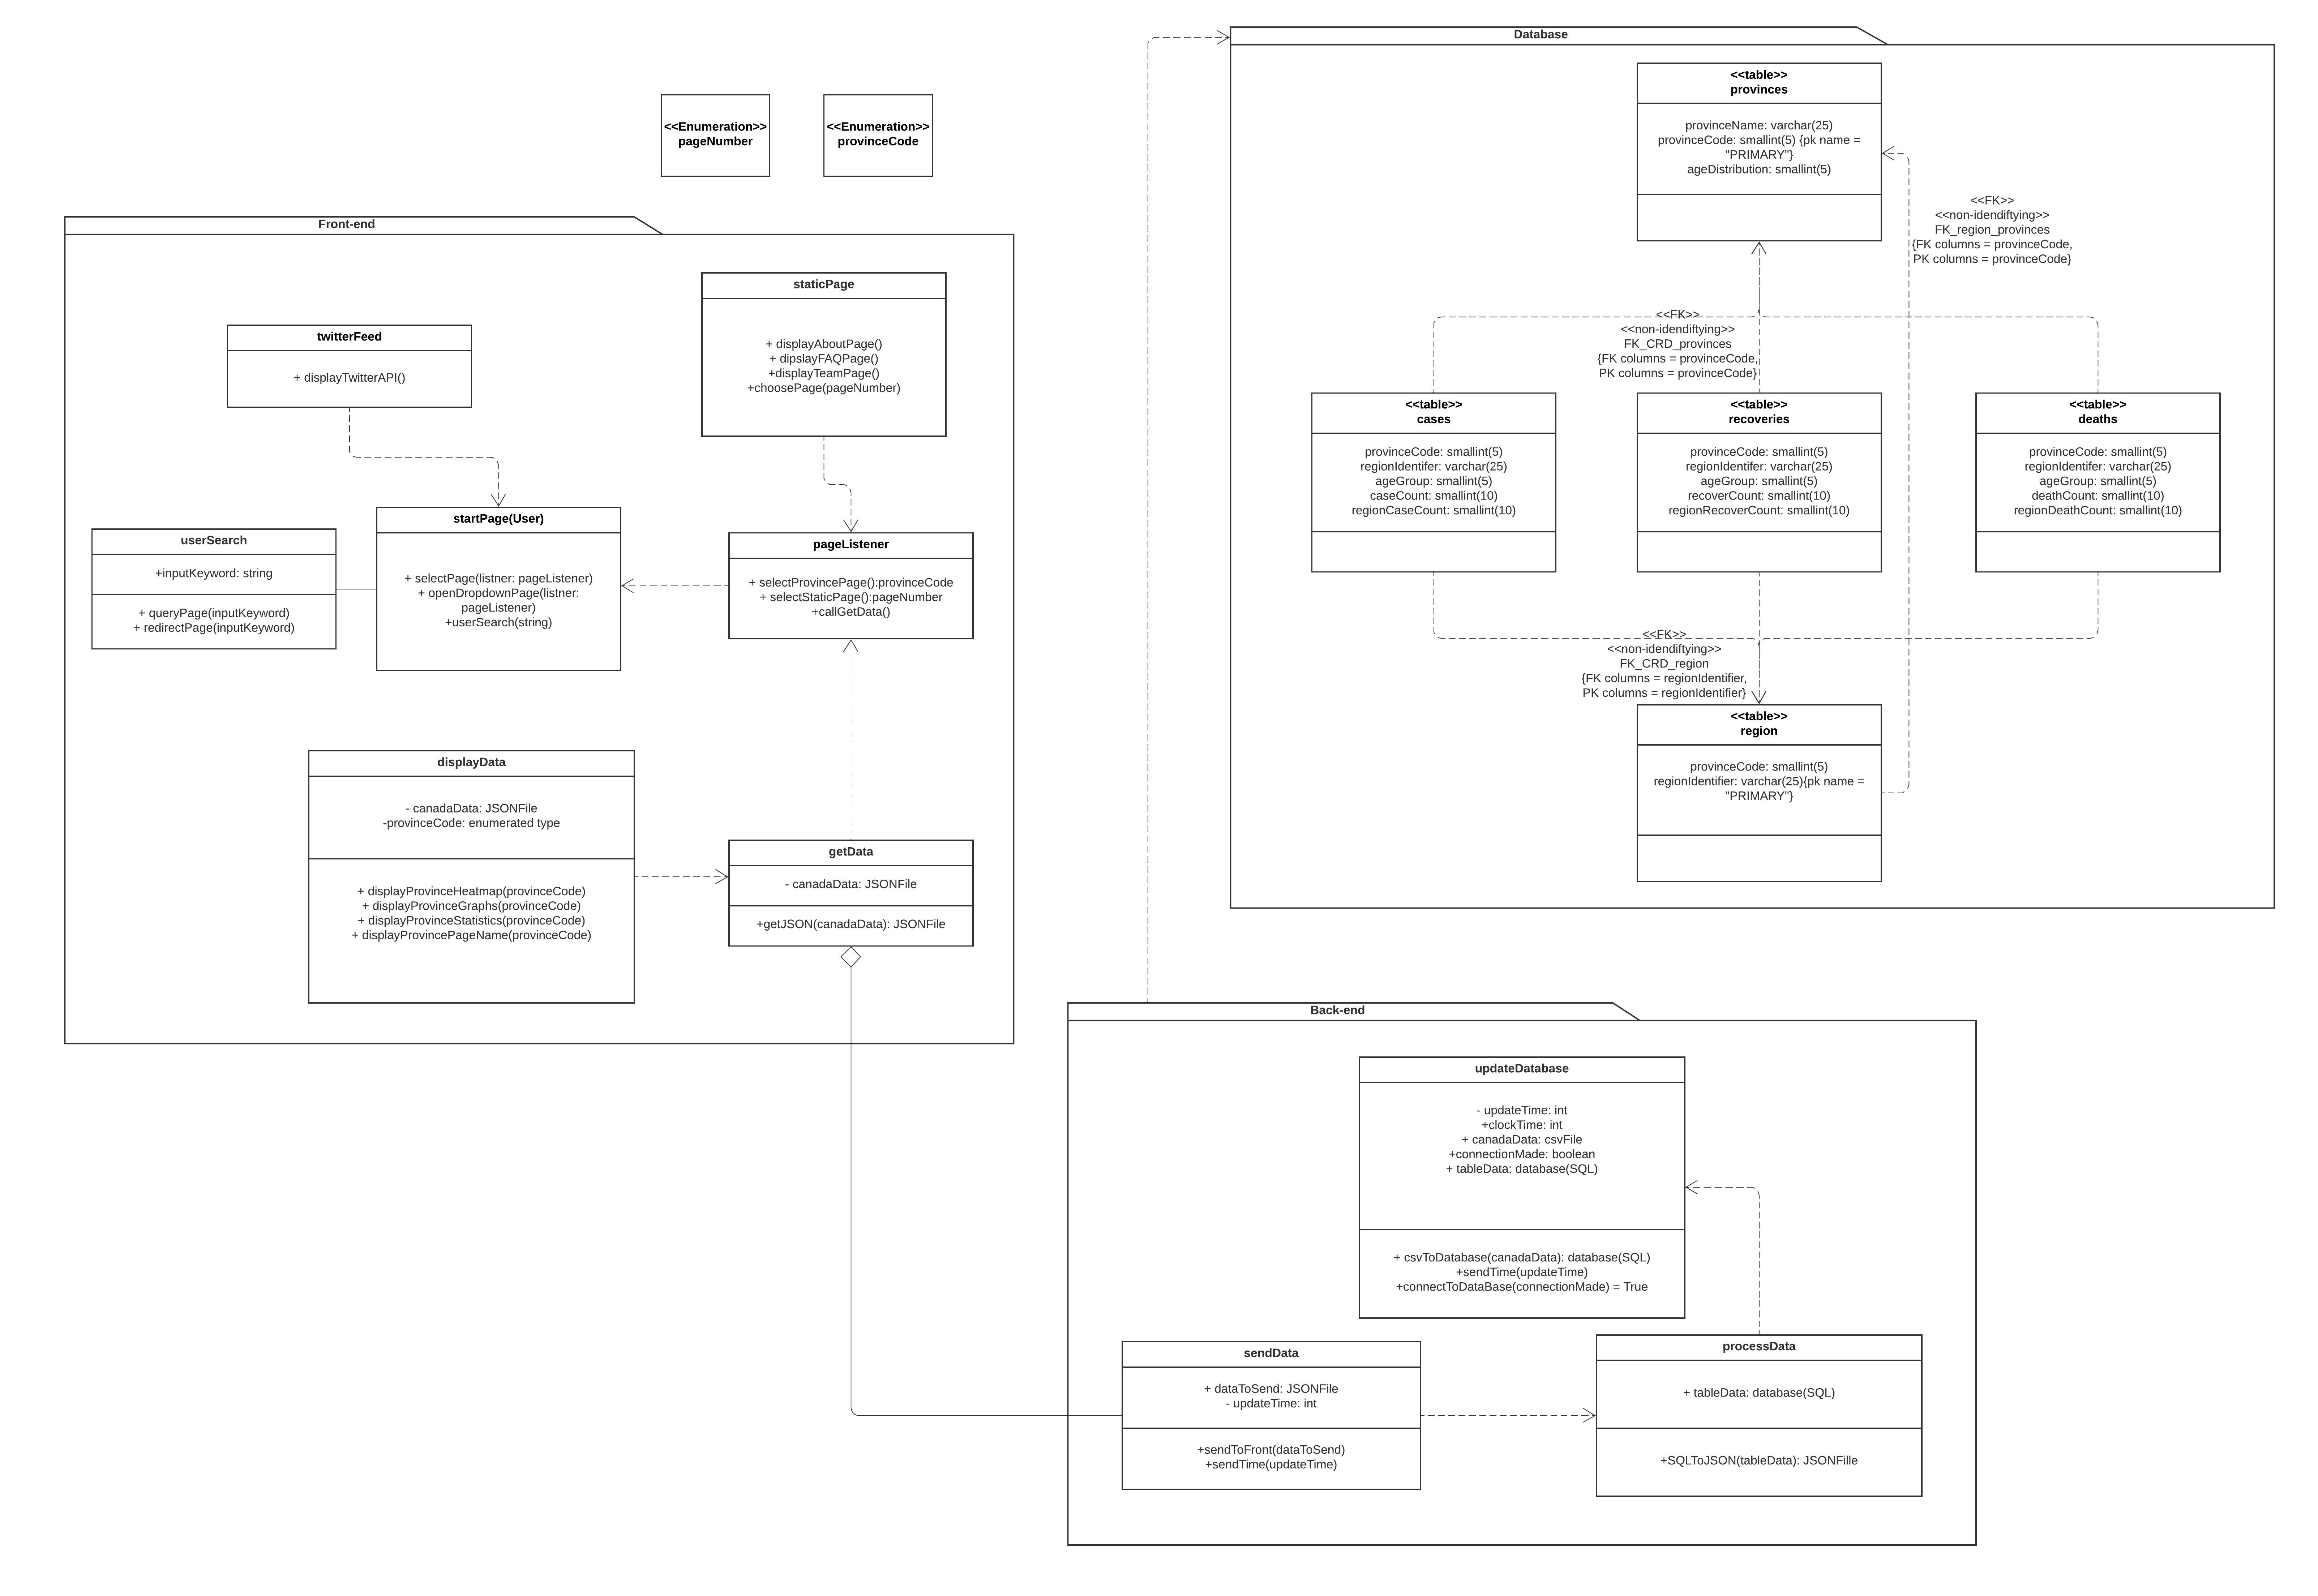 Database
<<table>>
provinces
provinceName: varchar(25)
provinceCode: smallint(5) {pk name =
"PRIMARY"}
ageDistribution: smallint(5)
<<Enumeration>>
pageNumber
<<Enumeration>>
provinceCode
<<FK>>
<<non-idendiftying>>
FK_region_provinces
{FK columns = provinceCode,
PK columns = provinceCode}
Front-end
staticPage
+ displayAboutPage()
+ dipslayFAQPage()
+displayTeamPage()
+choosePage(pageNumber)
twitterFeed
+ displayTwitterAPI()
<<FK>>
<<non-idendiftying>>
FK_CRD_provinces
{FK columns = provinceCode,
PK columns = provinceCode}
<<table>>
cases
provinceCode: smallint(5)
regionIdentifer: varchar(25)
ageGroup: smallint(5)
caseCount: smallint(10)
regionCaseCount: smallint(10)
<<table>>
recoveries
provinceCode: smallint(5)
regionIdentifer: varchar(25)
ageGroup: smallint(5)
recoverCount: smallint(10)
regionRecoverCount: smallint(10)
<<table>>
deaths
provinceCode: smallint(5)
regionIdentifer: varchar(25)
ageGroup: smallint(5)
deathCount: smallint(10)
regionDeathCount: smallint(10)
userSearch
+inputKeyword: string
+ queryPage(inputKeyword)
+ redirectPage(inputKeyword)
startPage(User)
+ selectPage(listner: pageListener)
+ openDropdownPage(listner:
pageListener)
+userSearch(string)
pageListener
+ selectProvincePage():provinceCode
+ selectStaticPage():pageNumber
+callGetData()
<<FK>>
<<non-idendiftying>>
FK_CRD_region
{FK columns = regionIdentifier,
PK columns = regionIdentifier}
<<table>>
region
provinceCode: smallint(5)
regionIdentifier: varchar(25){pk name =
"PRIMARY"}
displayData
- canadaData: JSONFile
-provinceCode: enumerated type
+ displayProvinceHeatmap(provinceCode)
+ displayProvinceGraphs(provinceCode)
+ displayProvinceStatistics(provinceCode)
+ displayProvincePageName(provinceCode)
getData
- canadaData: JSONFile
+getJSON(canadaData): JSONFile
Back-end
updateDatabase
- updateTime: int
+clockTime: int
+ canadaData: csvFile
+connectionMade: boolean
+ tableData: database(SQL)
+ csvToDatabase(canadaData): database(SQL)
+sendTime(updateTime)
+connectToDataBase(connectionMade) = True
sendData
+ dataToSend: JSONFile
- updateTime: int
+sendToFront(dataToSend)
+sendTime(updateTime)
processData
+ tableData: database(SQL)
+SQLToJSON(tableData): JSONFille